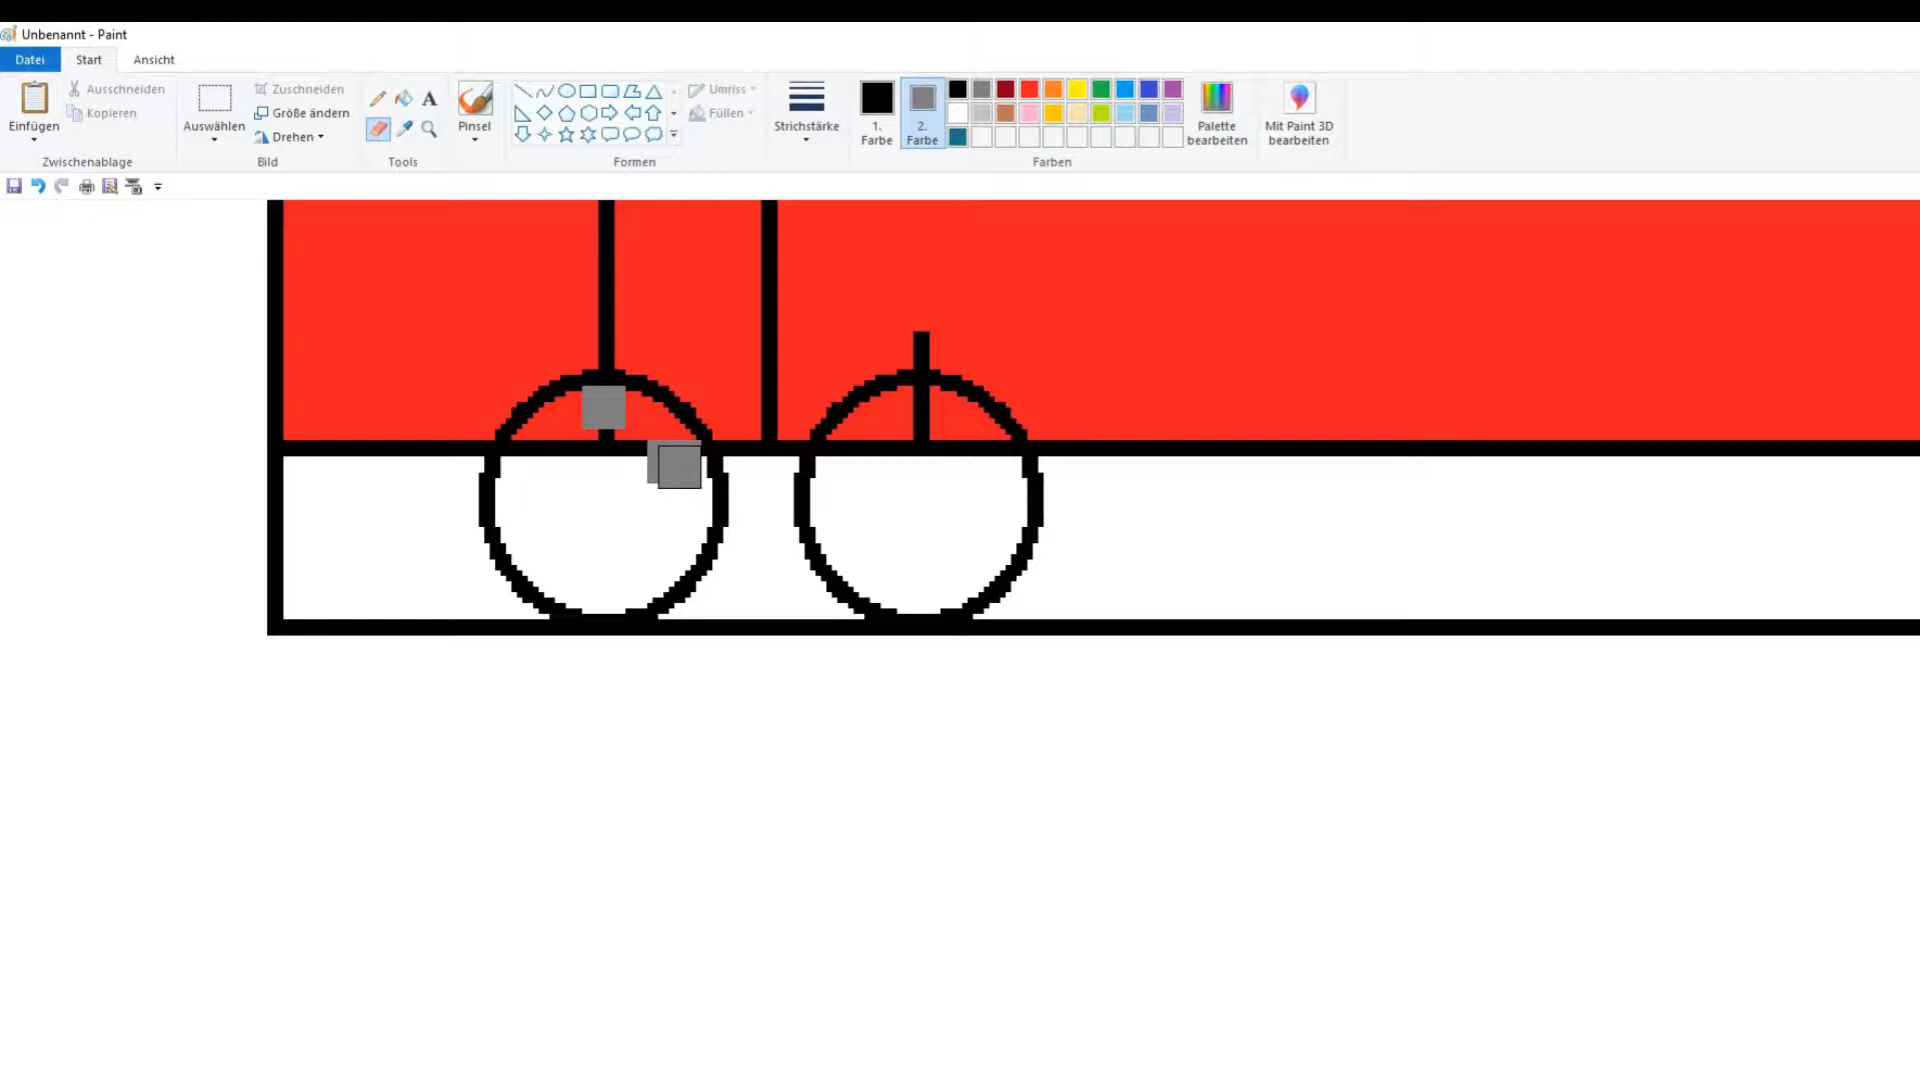 Unbenannt - Paint
Datei Start Ansicht
Einfügen
Ausschneiden
Kopieren
Zwischenablage
Auswählen
Zuschneiden
Größe ändern
Drehen
Bild
A
Tools
Pinsel
Formen
Umriss
Füllen
Strichstärke
1.
Farbe
2.
Farbe
Palette
bearbeiten
Farben
Mit Paint 3D
bearbeiten